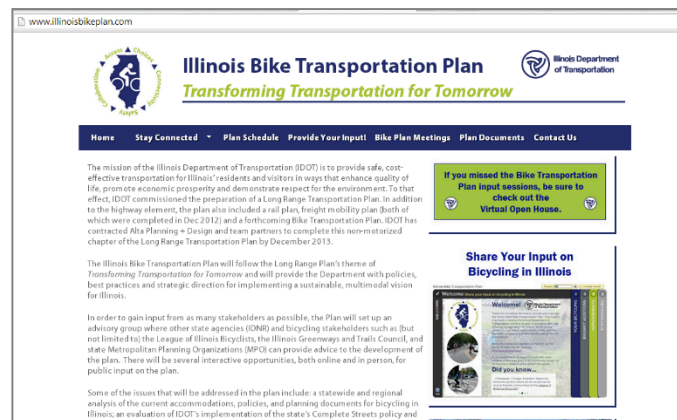 www.illinoisbikeplan.com
Access Choices Connectivity Safety Collaboration
Illinois Bike Transportation Plan
Transforming Transportation for Tomorrow
Illinois Department
of Transportation
Home Stay Connected Plan Schedule Provide Your Input! Bike Plan Meetings Plan Documents Contact Us
The mission of the Illinois Department of Transportation (IDOT) is to provide safe, cost-
effective transportation for Illinois' residents and visitors in ways that enhance quality of
life, promote economic prosperity and demonstrate respect for the environment. To that
effect, IDOT commissioned the preparation of a Long Range Transportation Plan. In addition
to the highway element, the plan also included a rail plan, freight mobility plan (both of
which were completed in Dec 2012) and a forthcoming Bike Transportation Plan. IDOT has
contracted Alta Planning + Design and team partners to complete this non-motorized
chapter of the Long Range Transportation Plan by December 2013.
The Illinois Bike Transportation Plan will follow the Long Range Plan's theme of
Transforming Transportation for Tomorrow and will provide the Department with policies,
best practices and strategic direction for implementing a sustainable, multimodal vision
for Illinois.
In order to gain input from as many stakeholders as possible, the Plan will set up an
advisory group where other state agencies (IDNR) and bicycling stakeholders such as (but
not limited to) the League of Illinois Bicyclists, the Illinois Greenways and Trails Council, and
state Metropolitan Planning Organizations (MPO) can provide advice to the development of
the plan. There will be several interactive opportunities, both online and in person, for
public input on the plan.
Some of the issues that will be addressed in the plan include: a statewide and regional
analysis of the current accommodations, policies, and planning documents for bicycling in
Illinois; an evaluation of IDOT's implementation of the state's Complete Streets policy and
If you missed the Bike Transportation
Plan input sessions, be sure to
check out the
Virtual Open House.
Share Your Input on
Bicycling in Illinois
Welcome
Welcome
Did you know...